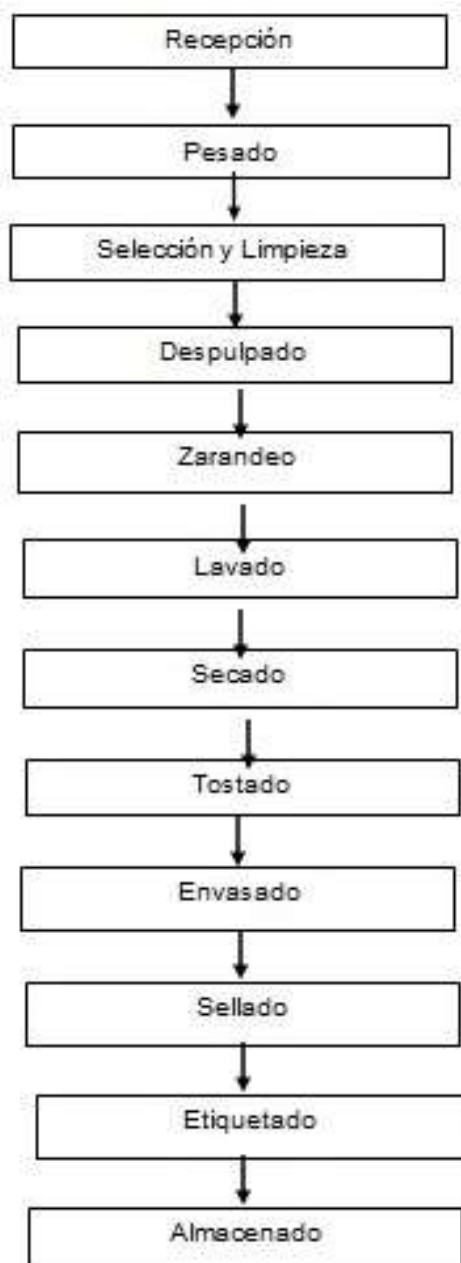 Recepción
Pesado
Selección y Limpieza
Despulpado
Zarandeo
Lavado
Secado
Tostado
Envasado
Sellado
Etiquetado
Almacenado